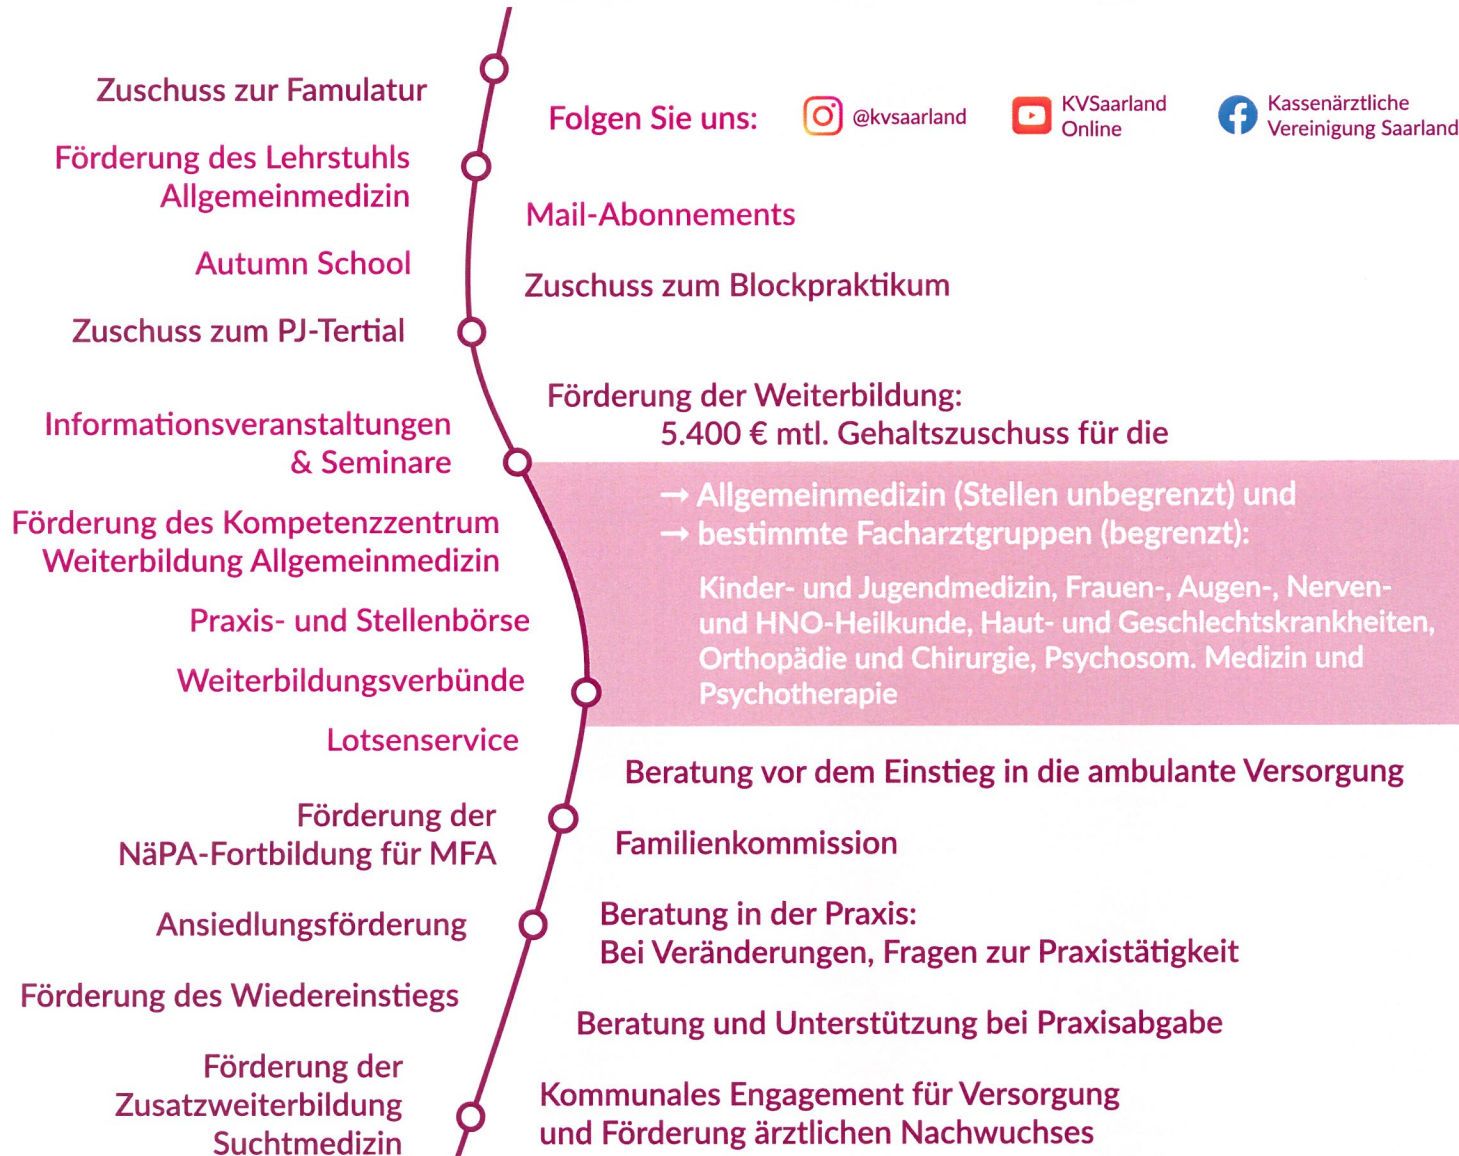 Zuschuss zur Famulatur
Förderung des Lehrstuhls
Allgemeinmedizin
Autumn School
Zuschuss zum PJ-Tertial
Informationsveranstaltungen
& Seminare
Förderung des Kompetenzzentrum
Weiterbildung Allgemeinmedizin
Praxis- und Stellenbörse
Weiterbildungsverbünde
Lotsenservice
Förderung der
NäPA-Fortbildung für MFA
Ansiedlungsförderung
Förderung des Wiedereinstiegs
Förderung der
Zusatzweiterbildung
Suchtmedizin
Folgen Sie uns:
@kvsaarland
KVSaarland
Online
Kassenärztliche
Vereinigung Saarland
Mail-Abonnements
Zuschuss zum Blockpraktikum
Förderung der Weiterbildung:
5.400 € mtl. Gehaltszuschuss für die
→ Allgemeinmedizin (Stellen unbegrenzt) und
→ bestimmte Facharztgruppen (begrenzt):
Kinder- und Jugendmedizin, Frauen-, Augen-, Nerven-
und HNO-Heilkunde, Haut- und Geschlechtskrankheiten,
Orthopädie und Chirurgie, Psychosom. Medizin und
Psychotherapie
Beratung vor dem Einstieg in die ambulante Versorgung
Familienkommission
Beratung in der Praxis:
Bei Veränderungen, Fragen zur Praxistätigkeit
Beratung und Unterstützung bei Praxisabgabe
Kommunales Engagement für Versorgung
und Förderung ärztlichen Nachwuchses